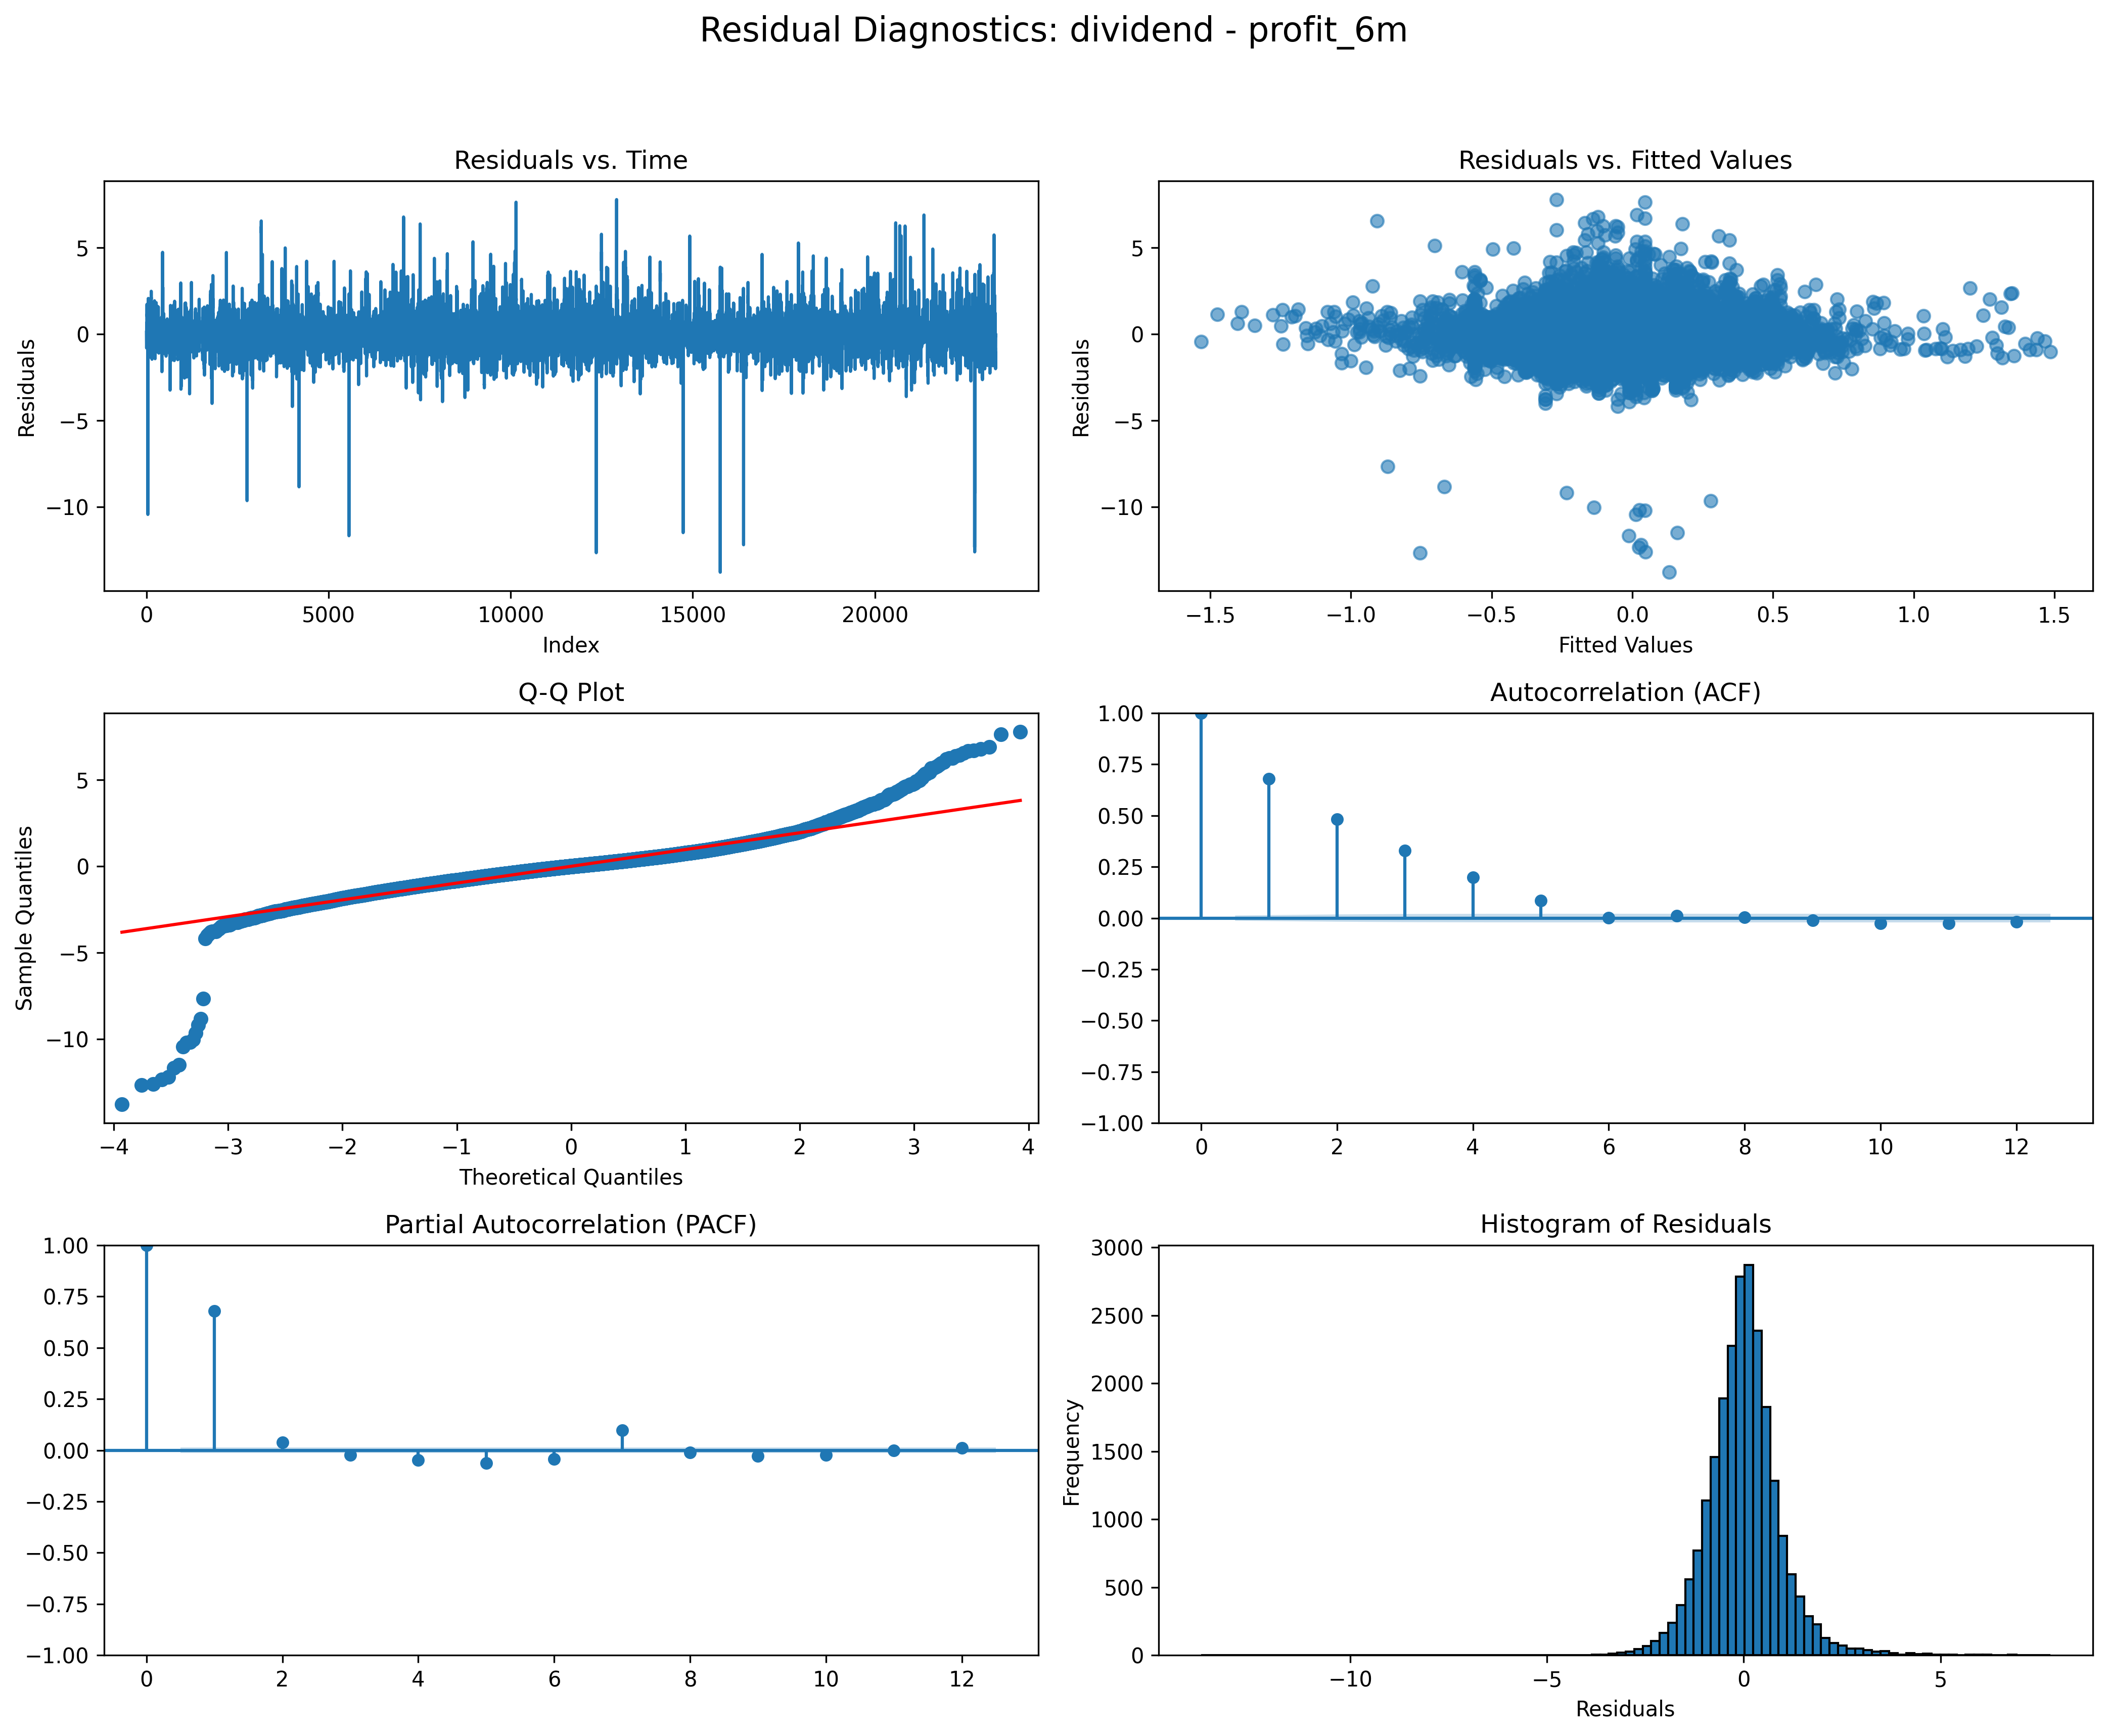 Residual Diagnostics: dividend - profit_6m
Residuals vs. Time
Residuals
5
0
−5
−10
0 5000 10000 15000 20000
Index
Residuals vs. Fitted Values
Residuals
5
0
−5
−10
−1.5 −1.0 −0.5 0.0 0.5 1.0 1.5
Fitted Values
Q-Q Plot
Sample Quantiles
5
0
−5
−10
−4 −3 −2 −1 0 1 2 3 4
Theoretical Quantiles
Autocorrelation (ACF)
1.00
0.75
0.50
0.25
0.00
−0.25
−0.50
−0.75
−1.00
0 2 4 6 8 10 12
Partial Autocorrelation (PACF)
1.00
0.75
0.50
0.25
0.00
−0.25
−0.50
−0.75
−1.00
0 2 4 6 8 10 12
Histogram of Residuals
Frequency
3000
2500
2000
1500
1000
500
0
−10 −5 0 5
Residuals